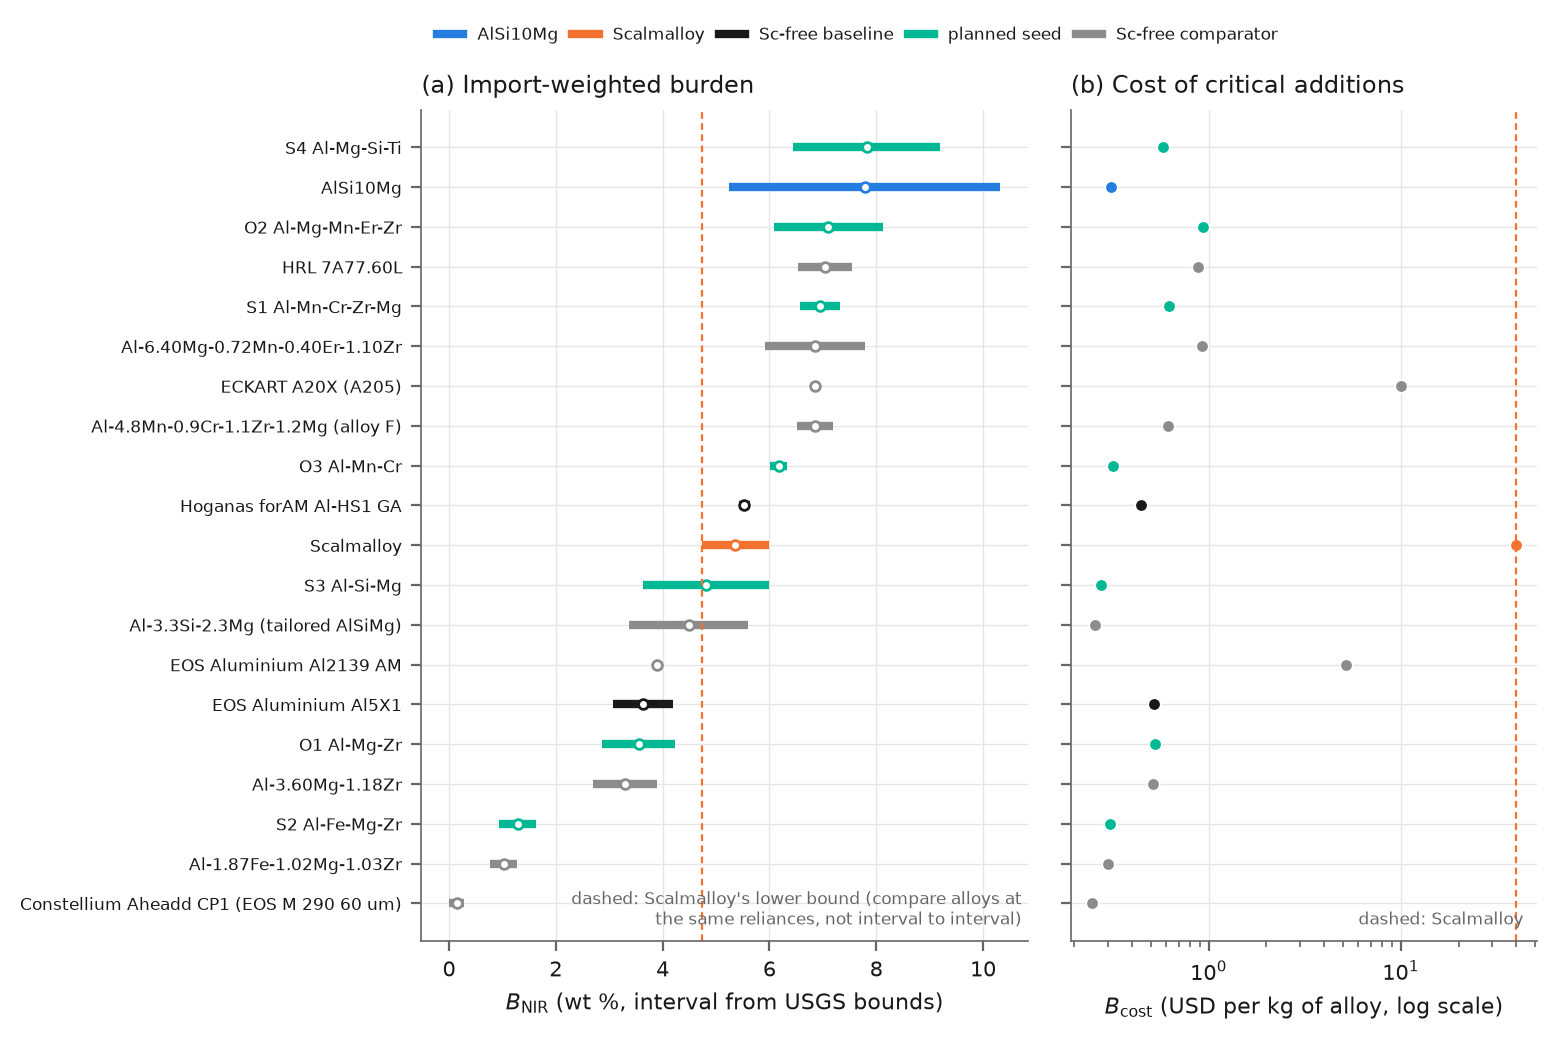 AlSi10Mg Scalmalloy Sc-free baseline planned seed Sc-free comparator
(a) Import-weighted burden
(b) Cost of critical additions
S4 Al-Mg-Si-Ti
AlSi10Mg
O2 Al-Mg-Mn-Er-Zr
HRL 7A77.60L
S1 Al-Mn-Cr-Zr-Mg
Al-6.40Mg-0.72Mn-0.40Er-1.10Zr
ECKART A20X (A205)
Al-4.8Mn-0.9Cr-1.1Zr-1.2Mg (alloy F)
O3 Al-Mn-Cr
Hoganas forAM Al-HS1 GA
Scalmalloy
S3 Al-Si-Mg
Al-3.3Si-2.3Mg (tailored AlSiMg)
EOS Aluminium Al2139 AM
EOS Aluminium Al5X1
O1 Al-Mg-Zr
Al-3.60Mg-1.18Zr
S2 Al-Fe-Mg-Zr
Al-1.87Fe-1.02Mg-1.03Zr
Constellium Aheadd CP1 (EOS M 290 60 um)
dashed: Scalmalloy's lower bound (compare alloys at
the same reliances, not interval to interval)
dashed: Scalmalloy
0 2 4 6 8 10
10⁰ 10¹
B_NIR (wt %, interval from USGS bounds)
B_cost (USD per kg of alloy, log scale)